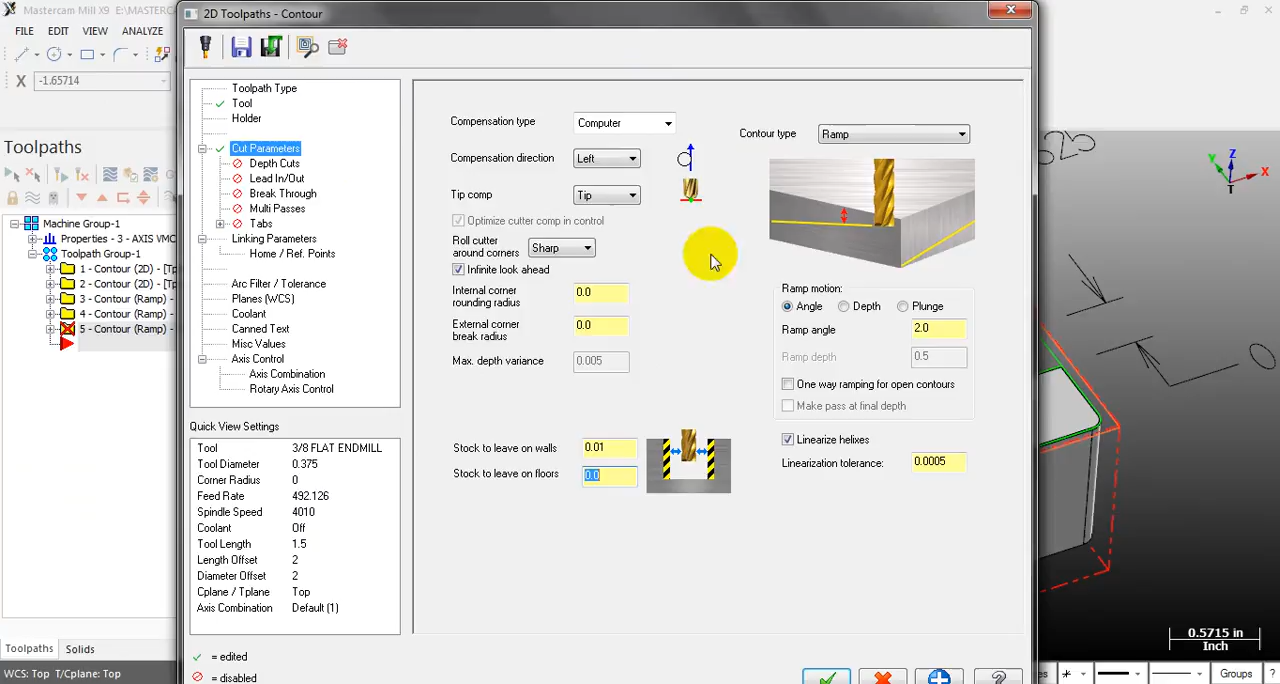 Mastercam Mill X9 E:\MASTERC
2D Toolpaths - Contour
FILE EDIT VIEW ANALYZE
X -1.65714
Toolpaths
Machine Group-1
Properties - 3 - AXIS VMC
Toolpath Group-1
1 - Contour (2D) - [Tp
2 - Contour (2D) - [T
3 - Contour (Ramp) -
4 - Contour (Ramp) -
5 - Contour (Ramp) -
Toolpaths Solids
WCS: Top T/Cplane: Top
Toolpath Type
Tool
Holder
Cut Parameters
Depth Cuts
Lead In/Out
Break Through
Multi Passes
Tabs
Linking Parameters
Home / Ref. Points
Arc Filter / Tolerance
Planes (WCS)
Coolant
Canned Text
Misc Values
Axis Control
Axis Combination
Rotary Axis Control
Quick View Settings
Tool 3/8 FLAT ENDMILL
Tool Diameter 0.375
Corner Radius 0
Feed Rate 492.126
Spindle Speed 4010
Coolant Off
Tool Length 1.5
Length Offset 2
Diameter Offset 2
Cplane / Tplane Top
Axis Combination Default (1)
= edited
= disabled
Compensation type Computer
Compensation direction Left
Tip comp Tip
Optimize cutter comp in control
Roll cutter
around corners Sharp
Infinite look ahead
Internal corner
rounding radius 0.0
External corner
break radius 0.0
Max. depth variance 0.005
Stock to leave on walls 0.01
Stock to leave on floors 0.0
Contour type Ramp
Ramp motion:
Angle Depth Plunge
Ramp angle 2.0
Ramp depth 0.5
One way ramping for open contours
Make pass at final depth
Linearize helixes
Linearization tolerance: 0.0005
Z
Y
X
T
0.5715 in
Inch
Groups
?